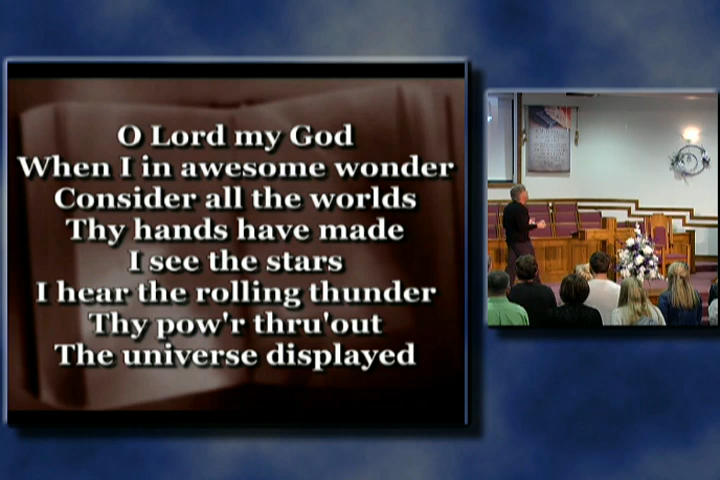 O Lord my God
When I in awesome wonder
Consider all the worlds
Thy hands have made
I see the stars
I hear the rolling thunder
Thy pow'r thru'out
The universe displayed